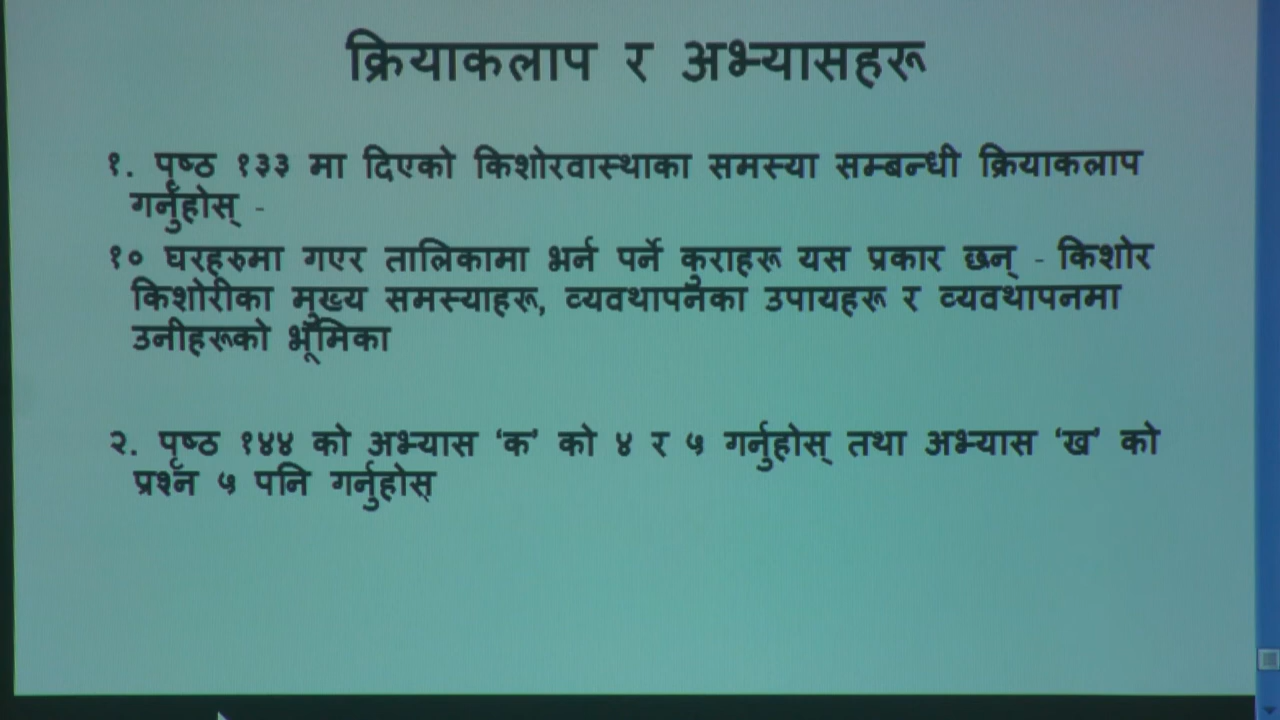 क्रियाकलाप र अभ्यासहरू
१. पृष्ठ १३३ मा दिएको किशोरवास्थाका समस्या सम्बन्धी क्रियाकलाप
गर्नुहोस् -
१० घरहरुमा गएर तालिकामा भर्न पर्ने कुराहरू यस प्रकार छन् - किशोर
किशोरीका मुख्य समस्याहरू, व्यवथापनका उपायहरू र व्यवथापनमा
उनीहरूको भूमिका
२. पृष्ठ १४४ को अभ्यास ‘क’ को ४ र ५ गर्नुहोस् तथा अभ्यास ‘ख’ को
प्रश्न ५ पनि गर्नुहोस्